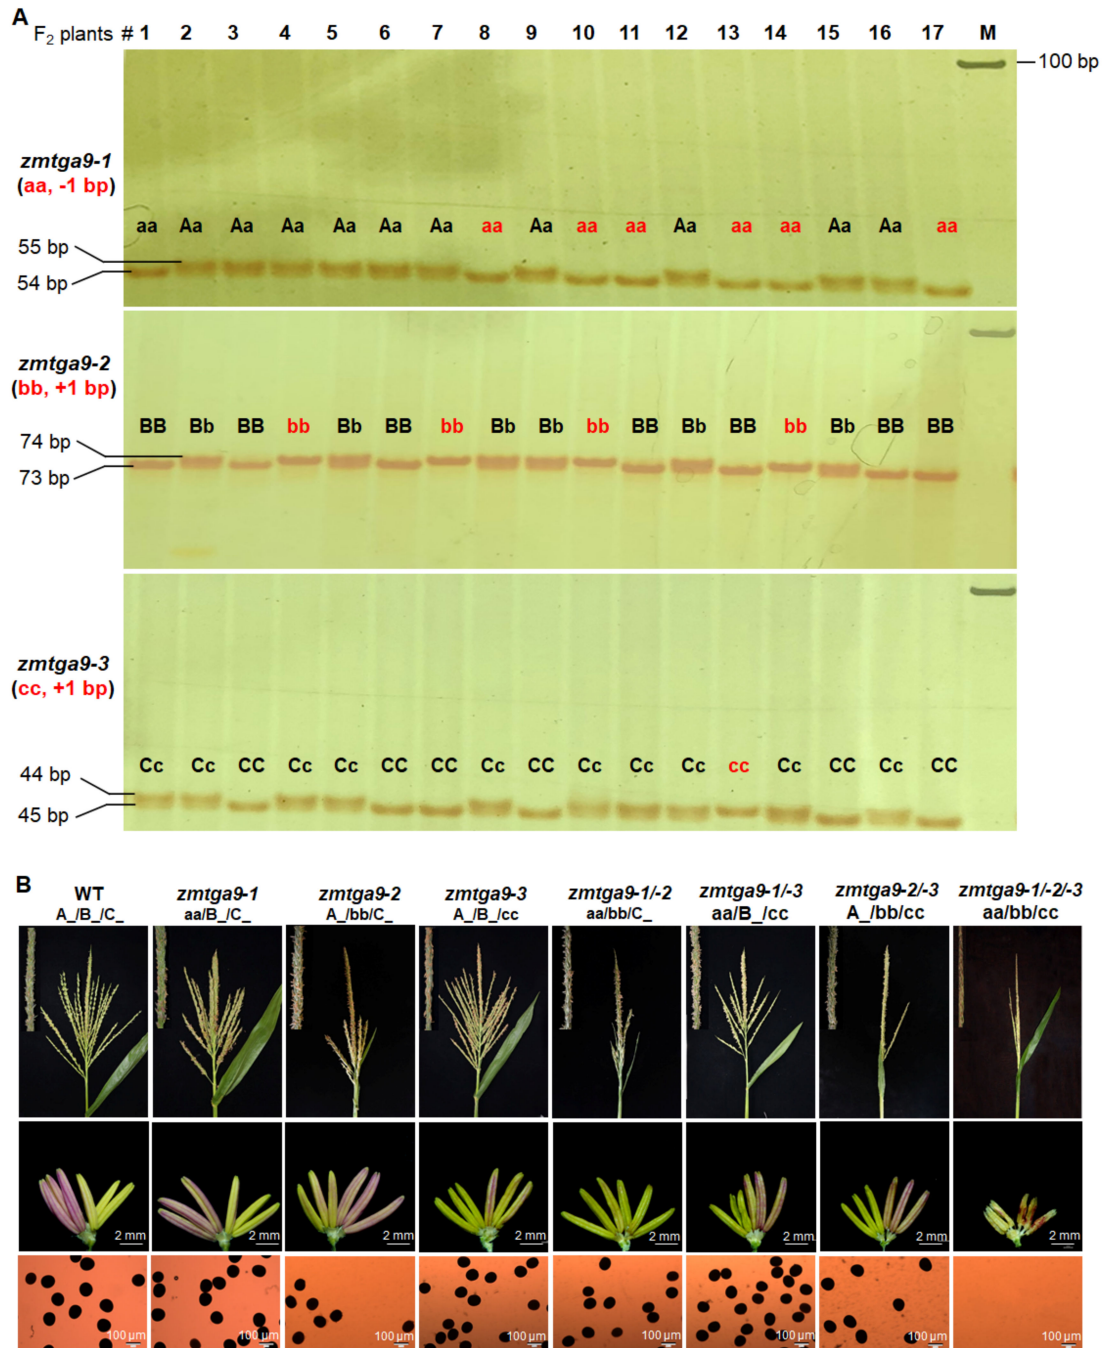 A
F2 plants # 1 2 3 4 5 6 7 8 9 10 11 12 13 14 15 16 17 M
100 bp
zmtga9-1
(aa, -1 bp)
aa Aa Aa Aa Aa Aa Aa aa Aa aa aa Aa aa aa Aa Aa aa
55 bp
54 bp
zmtga9-2
(bb, +1 bp)
BB Bb BB bb Bb BB bb Bb Bb bb BB Bb BB bb Bb BB BB
74 bp
73 bp
zmtga9-3
(cc, +1 bp)
Cc Cc CC Cc Cc CC CC Cc CC Cc Cc Cc cc Cc CC Cc CC
44 bp
45 bp
B
WT zmtga9-1 zmtga9-2 zmtga9-3 zmtga9-1/-2 zmtga9-1/-3 zmtga9-2/-3 zmtga9-1/-2/-3
A_/B_/C_ aa/B_/C_ A_/bb/C_ A_/B_/cc aa/bb/C_ aa/B_/cc A_/bb/cc aa/bb/cc
2 mm 2 mm 2 mm 2 mm 2 mm 2 mm 2 mm 2 mm
100 µm 100 µm 100 µm 100 µm 100 µm 100 µm 100 µm 100 µm